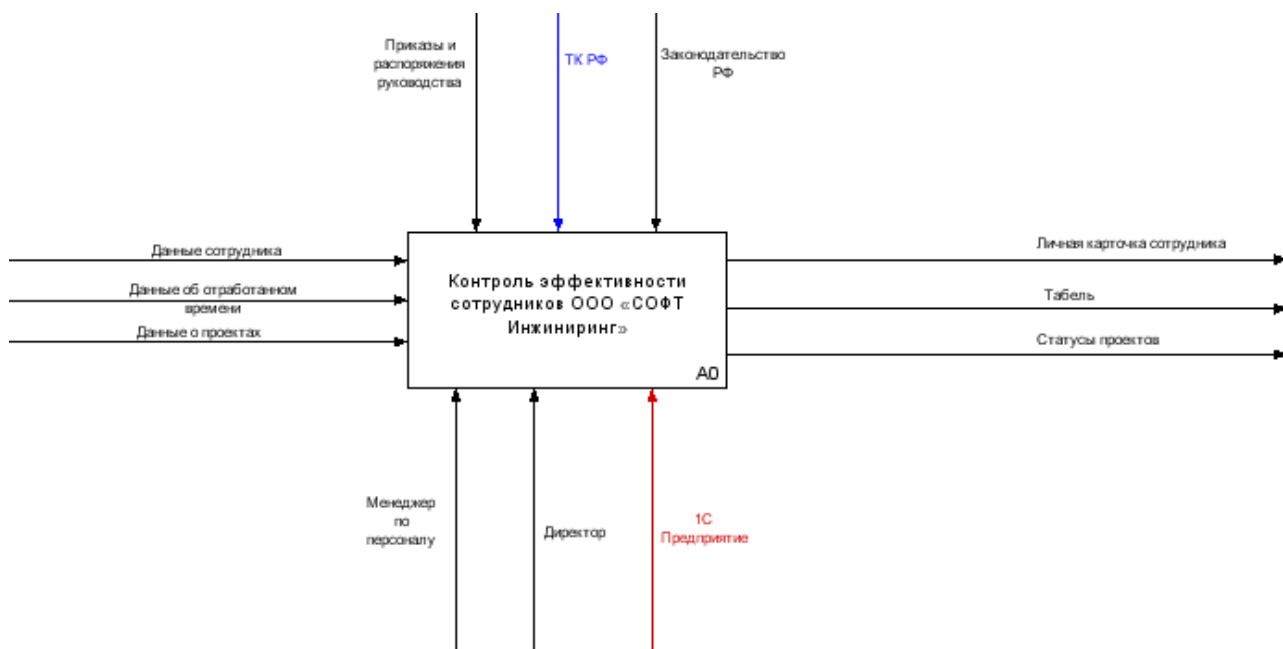 Приказы и
распоряжения
руководства
ТК РФ
Законодательство
РФ
Данные сотрудника
Данные об отработанном
времени
Данные о проектах
Контроль эффективности
сотрудников ООО «СОФТ
Инжиниринг»
A0
Личная карточка сотрудника
Табель
Статусы проектов
Менеджер
по
персоналу
Директор
1С
Предприятие